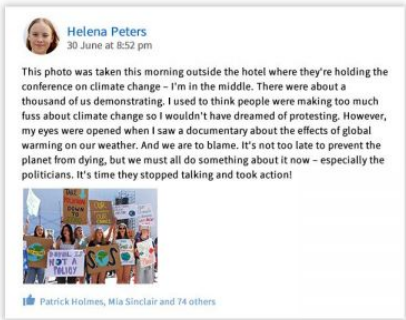 Helena Peters
30 June at 8:52 pm
This photo was taken this morning outside the hotel where they're holding the
conference on climate change – I'm in the middle. There were about a
thousand of us demonstrating. I used to think people were making too much
fuss about climate change so I wouldn't have dreamed of protesting. However,
my eyes were opened when I saw a documentary about the effects of global
warming on our weather. And we are to blame. It's not too late to prevent the
planet from dying, but we must all do something about it now – especially the
politicians. It's time they stopped talking and took action!
DENIAL IS
NOT A
POLICY
SOS
Patrick Holmes, Mia Sinclair and 74 others